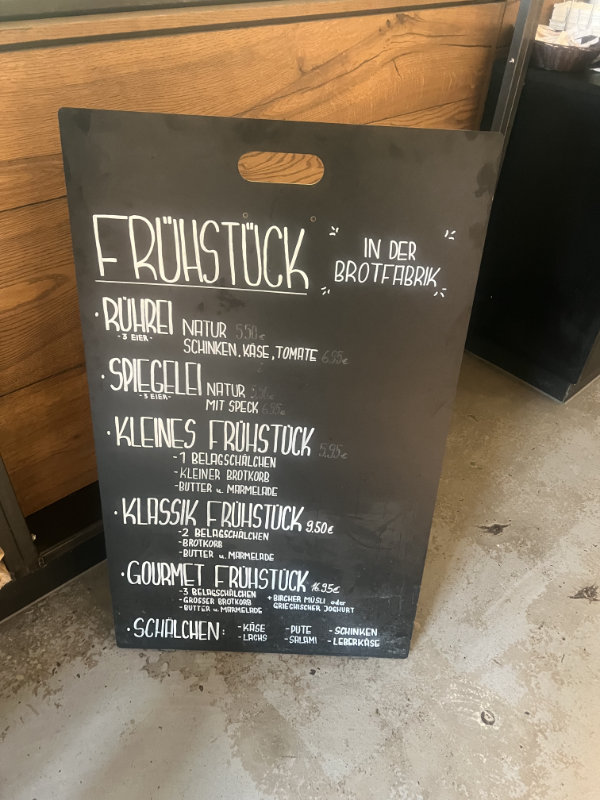 FRÜHSTÜCK
IN DER
BROTFABRIK
· RÜHREI NATUR 5.50€
- 3 EIER -
SCHINKEN, KÄSE, TOMATE 6.95€
· SPIEGELEI NATUR
- 3 EIER -
MIT SPECK 6.95€
· KLEINES FRÜHSTÜCK 5.95€
- 1 BELAGSCHÄLCHEN
- KLEINER BROTKORB
- BUTTER u. MARMELADE
· KLASSIK FRÜHSTÜCK 9.50€
- 2 BELAGSCHÄLCHEN
- BROTKORB
- BUTTER u. MARMELADE
· GOURMET FRÜHSTÜCK 16.95€
- 3 BELAGSCHÄLCHEN + BIRCHER MÜSLI oder
- GROSSER BROTKORB GRIECHISCHER JOGHURT
- BUTTER u. MARMELADE
· SCHÄLCHEN: - KÄSE - PUTE - SCHINKEN
- LACHS - SALAMI - LEBERKÄSE